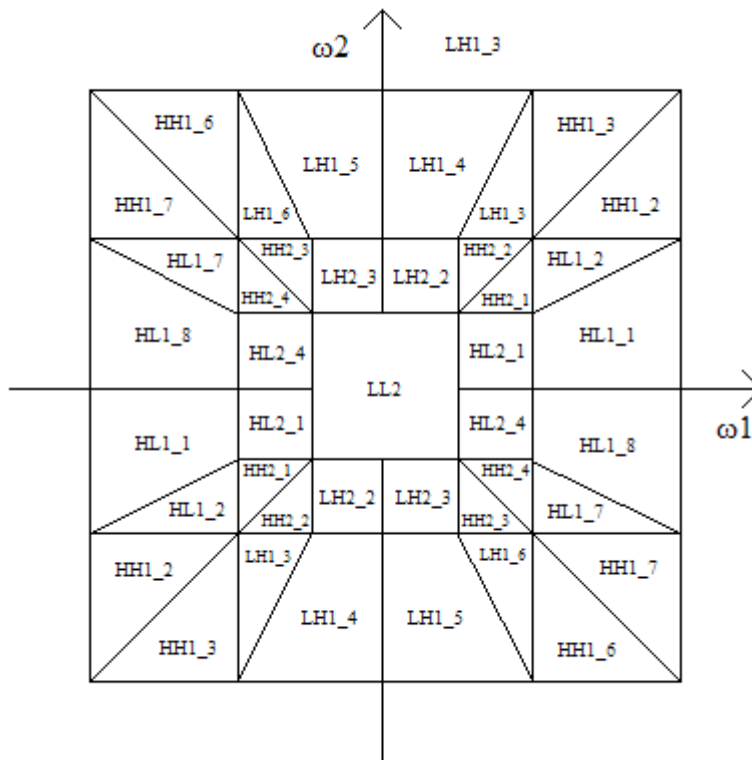 LH1_3
ω2
HH1_6
HH1_3
LH1_5
LH1_4
HH1_7
LH1_6
LH1_3
HH1_2
HL1_7
HH2_3
HH2_2
HL1_2
LH2_3
LH2_2
HH2_4
HH2_1
HL1_8
HL2_4
HL2_1
HL1_1
LL2
ω1
HL1_1
HL2_1
HL2_4
HL1_8
HH2_1
HH2_4
LH2_2
LH2_3
HL1_2
HH2_2
HH2_3
HL1_7
LH1_3
LH1_6
HH1_2
HH1_7
LH1_4
LH1_5
HH1_3
HH1_6